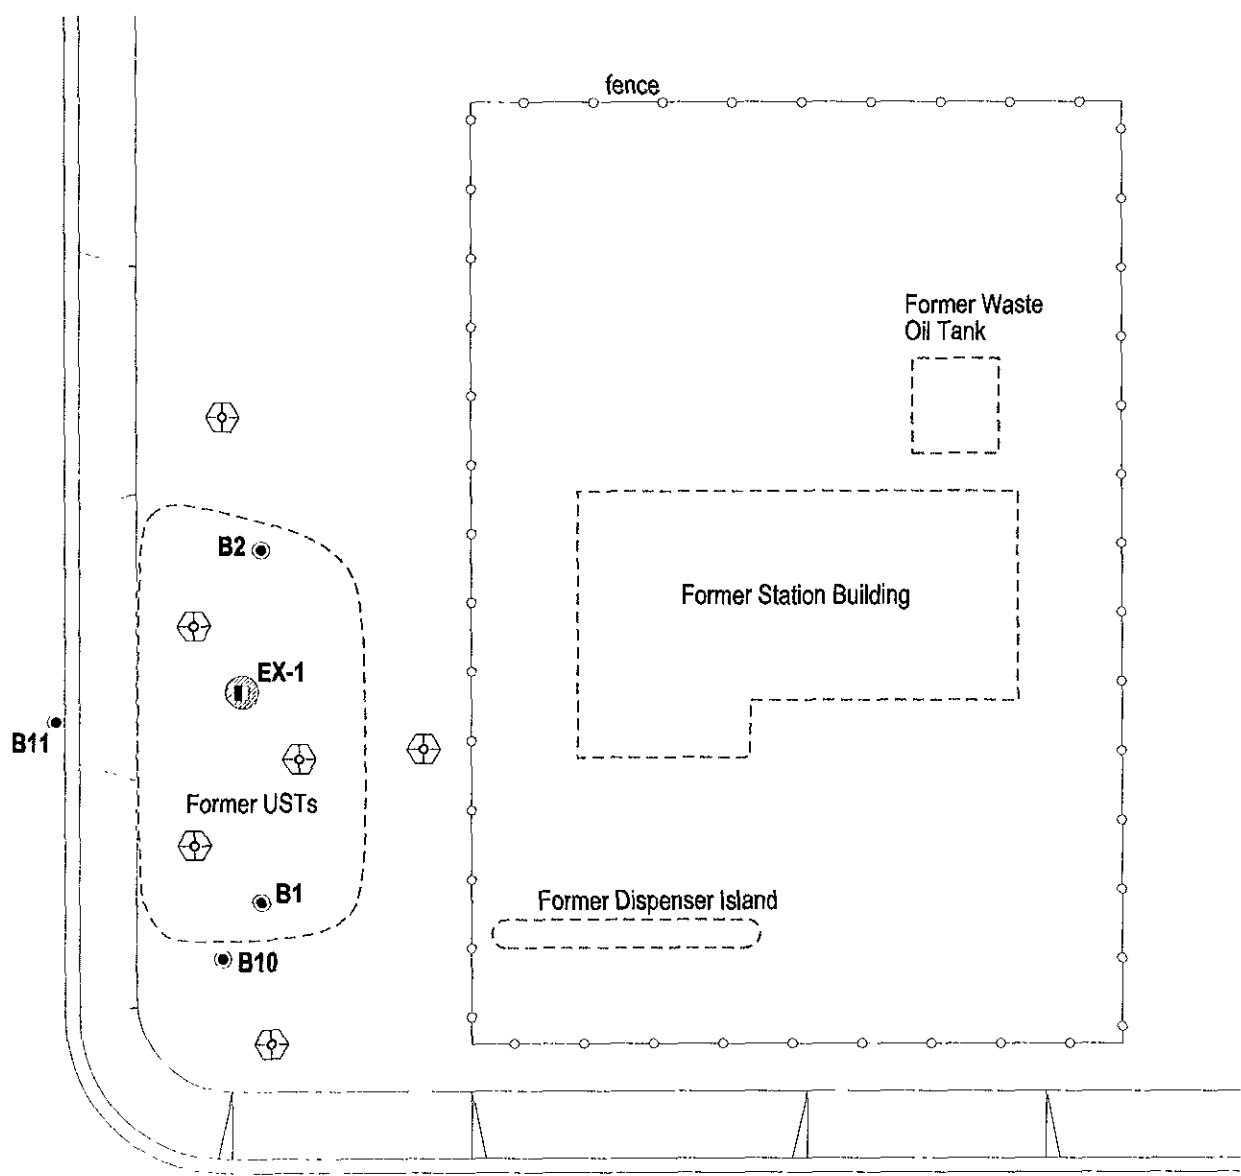 fence
Former Waste
Oil Tank
B2
Former Station Building
EX-1
B11
Former USTs
B1
Former Dispenser Island
B10